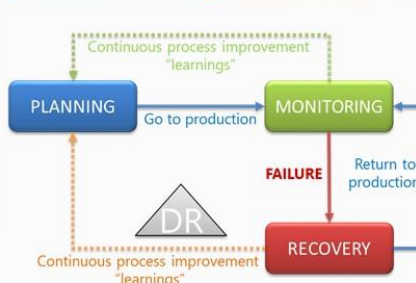 Continuous process improvement
"learnings"
PLANNING
Go to production
MONITORING
FAILURE
Return to
production
DR
RECOVERY
Continuous process improvement
"learnings"